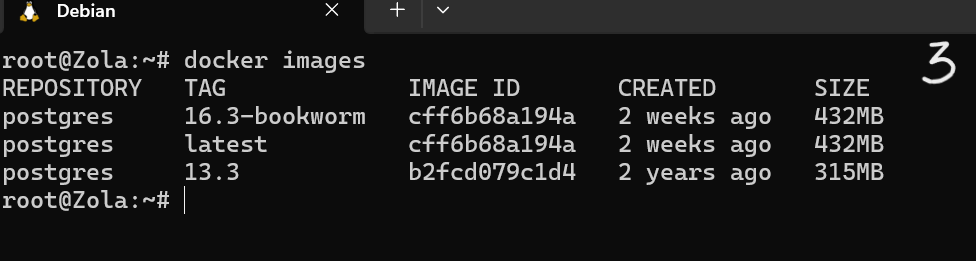 Debian
root@Zola:~# docker images
3
REPOSITORY TAG IMAGE ID CREATED SIZE
postgres 16.3-bookworm cff6b68a194a 2 weeks ago 432MB
postgres latest cff6b68a194a 2 weeks ago 432MB
postgres 13.3 b2fcd079c1d4 2 years ago 315MB
root@Zola:~#